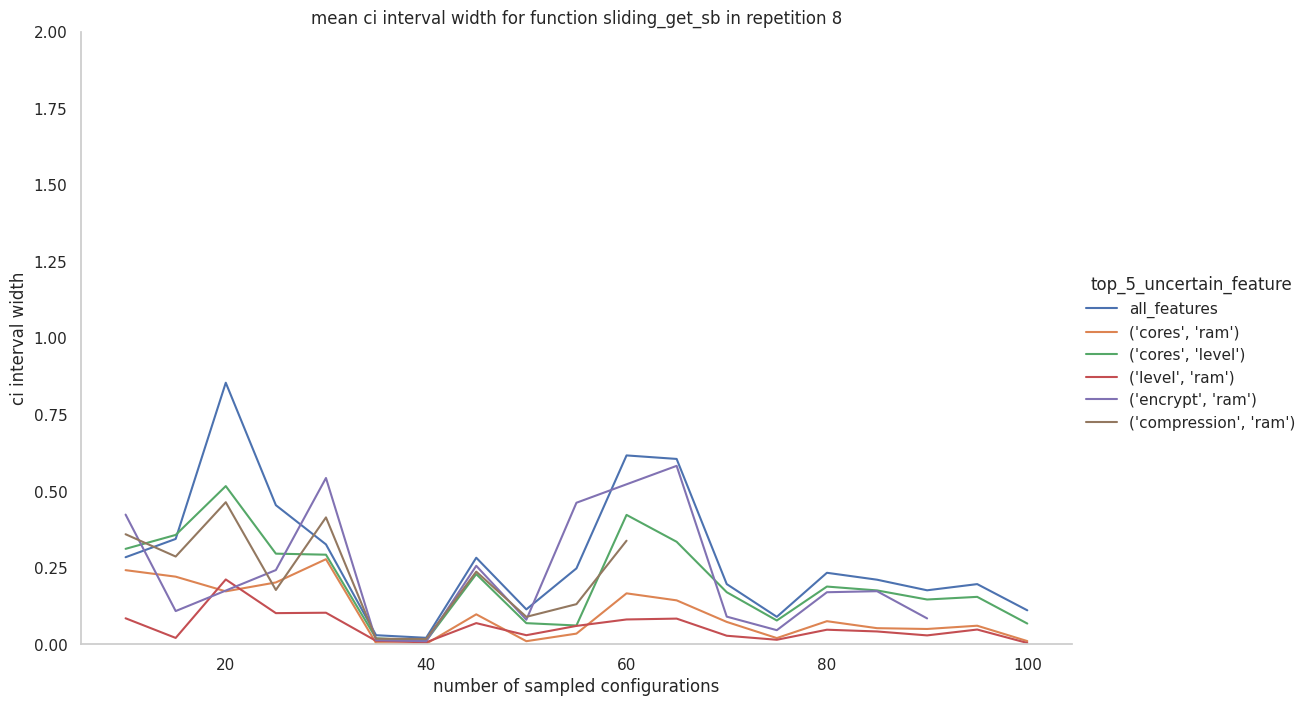 mean ci interval width for function sliding_get_sb in repetition 8
2.00
1.75
1.50
1.25
1.00
0.75
0.50
0.25
0.00
ci interval width
20
40
60
80
100
number of sampled configurations
top_5_uncertain_feature
all_features
('cores', 'ram')
('cores', 'level')
('level', 'ram')
('encrypt', 'ram')
('compression', 'ram')